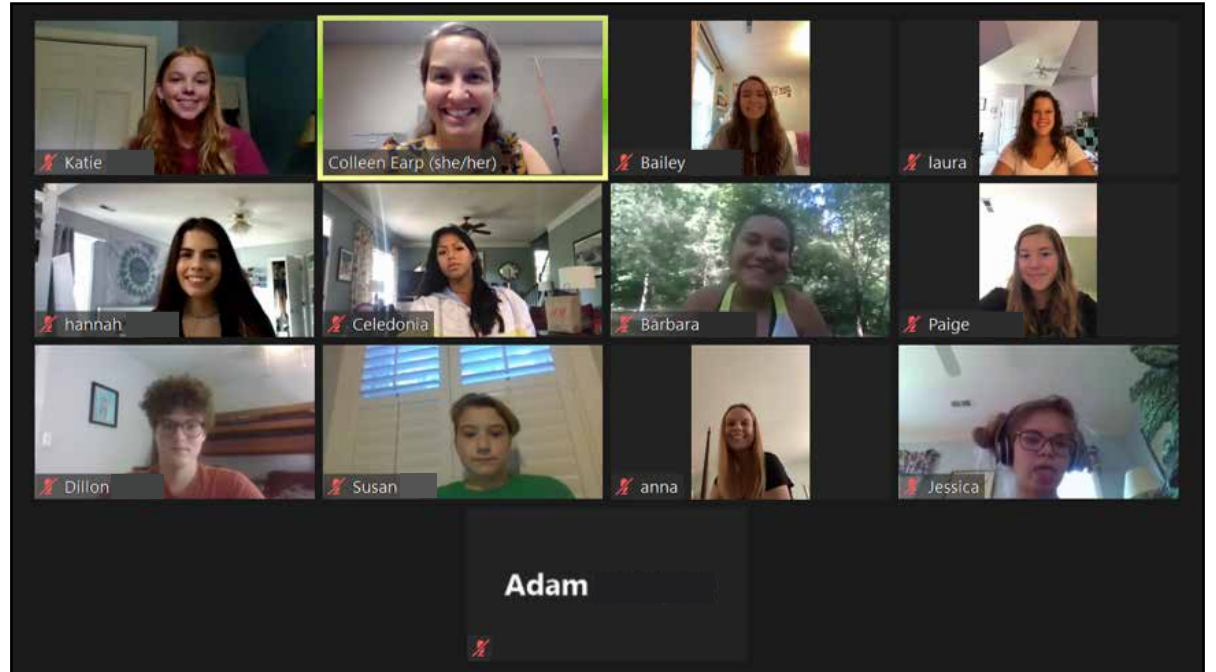 Katie
Colleen Earp (she/her)
Bailey
laura
hannah
Celedonia
Barbara
Paige
Dillon
Susan
anna
Jessica
Adam